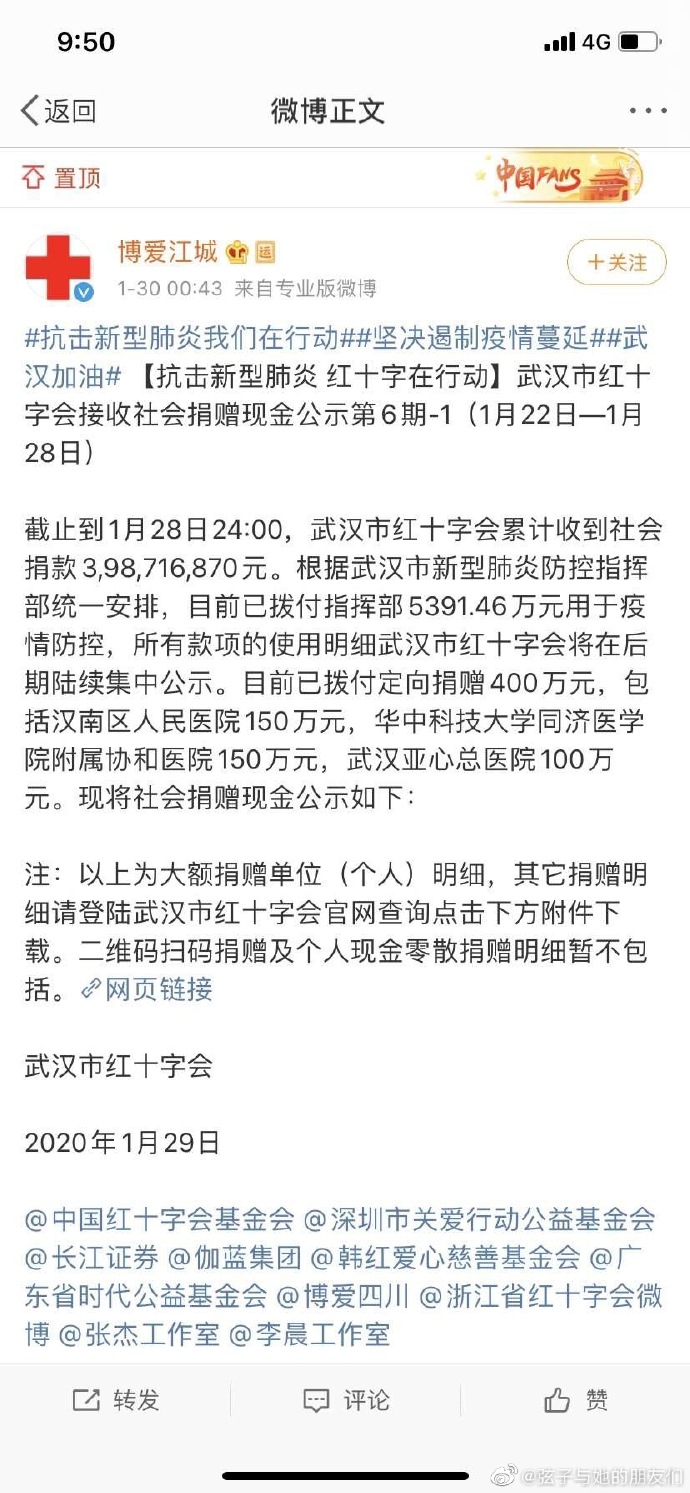 9:50
4G
返回
微博正文
置顶
中国FANS
博爱江城
运
1-30 00:43 来自专业版微博
+关注
#抗击新型肺炎我们在行动##坚决遏制疫情蔓延##武
汉加油# 【抗击新型肺炎 红十字在行动】武汉市红十
字会接收社会捐赠现金公示第6期-1（1月22日—1月
28日）
截止到1月28日24:00，武汉市红十字会累计收到社会
捐款3,98,716,870元。根据武汉市新型肺炎防控指挥
部统一安排，目前已拨付指挥部5391.46万元用于疫
情防控，所有款项的使用明细武汉市红十字会将在后
期陆续集中公示。目前已拨付定向捐赠400万元，包
括汉南区人民医院150万元，华中科技大学同济医学
院附属协和医院150万元，武汉亚心总医院100万
元。现将社会捐赠现金公示如下：
注：以上为大额捐赠单位（个人）明细，其它捐赠明
细请登陆武汉市红十字会官网查询点击下方附件下
载。二维码扫码捐赠及个人现金零散捐赠明细暂不包
括。网页链接
武汉市红十字会
2020年1月29日
@中国红十字会基金会 @深圳市关爱行动公益基金会
@长江证券 @伽蓝集团 @韩红爱心慈善基金会 @广
东省时代公益基金会 @博爱四川 @浙江省红十字会微
博 @张杰工作室 @李晨工作室
转发
评论
赞
@弦子与她的朋友们